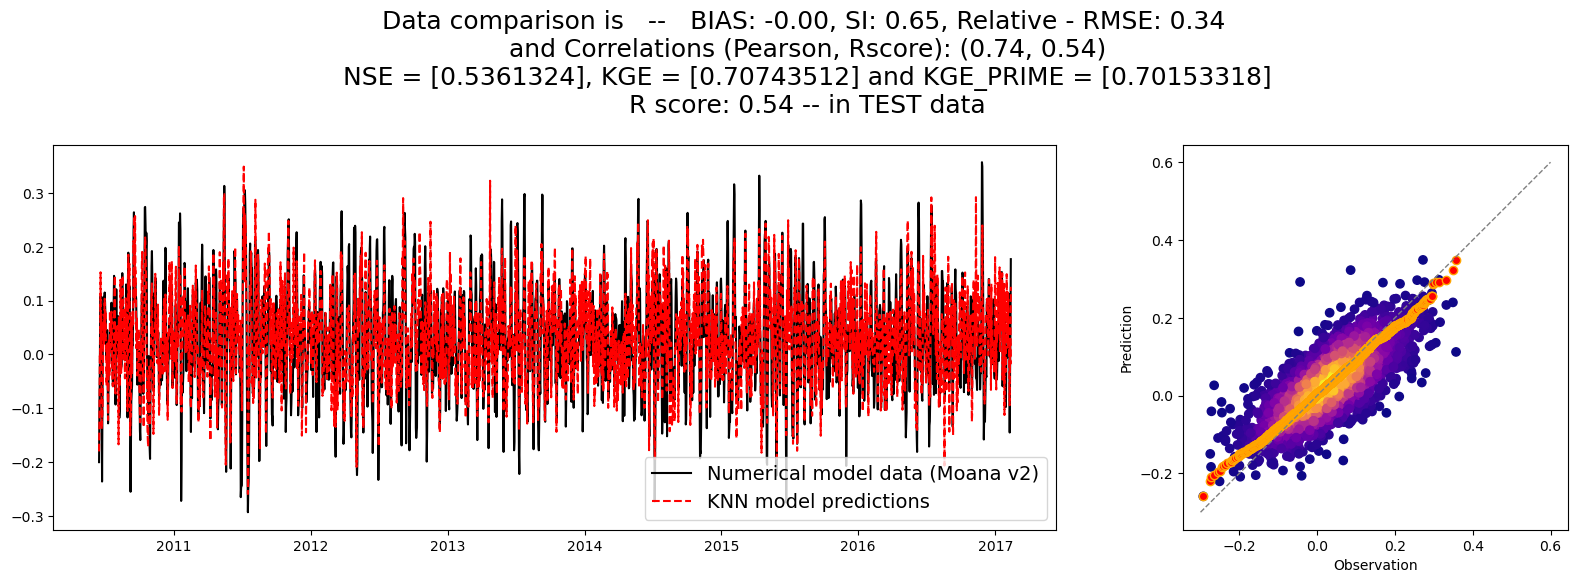 Data comparison is   --   BIAS: -0.00, SI: 0.65, Relative - RMSE: 0.34
and Correlations (Pearson, Rscore): (0.74, 0.54)
NSE = [0.5361324], KGE = [0.70743512] and KGE_PRIME = [0.70153318]
R score: 0.54 -- in TEST data
0.3
0.2
0.1
0.0
−0.1
−0.2
−0.3
2011 2012 2013 2014 2015 2016 2017
Numerical model data (Moana v2)
KNN model predictions
Prediction
0.6
0.4
0.2
0.0
−0.2
−0.2 0.0 0.2 0.4 0.6
Observation